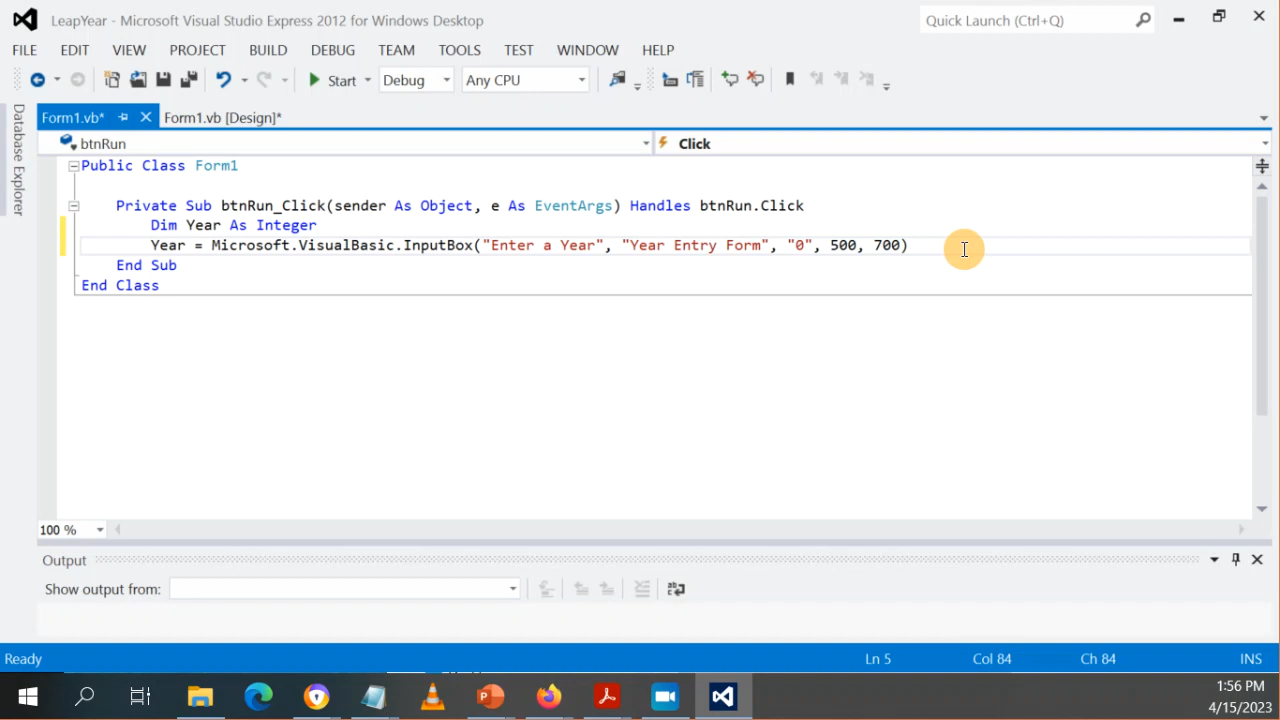 LeapYear - Microsoft Visual Studio Express 2012 for Windows Desktop
Quick Launch (Ctrl+Q)
FILE EDIT VIEW PROJECT BUILD DEBUG TEAM TOOLS TEST WINDOW HELP
Start Debug Any CPU
Database Explorer
Form1.vb* Form1.vb [Design]*
btnRun Click
Public Class Form1
Private Sub btnRun_Click(sender As Object, e As EventArgs) Handles btnRun.Click
Dim Year As Integer
Year = Microsoft.VisualBasic.InputBox("Enter a Year", "Year Entry Form", "0", 500, 700)
End Sub
End Class
100 %
Output
Show output from:
Ready Ln 5 Col 84 Ch 84 INS
1:56 PM
4/15/2023